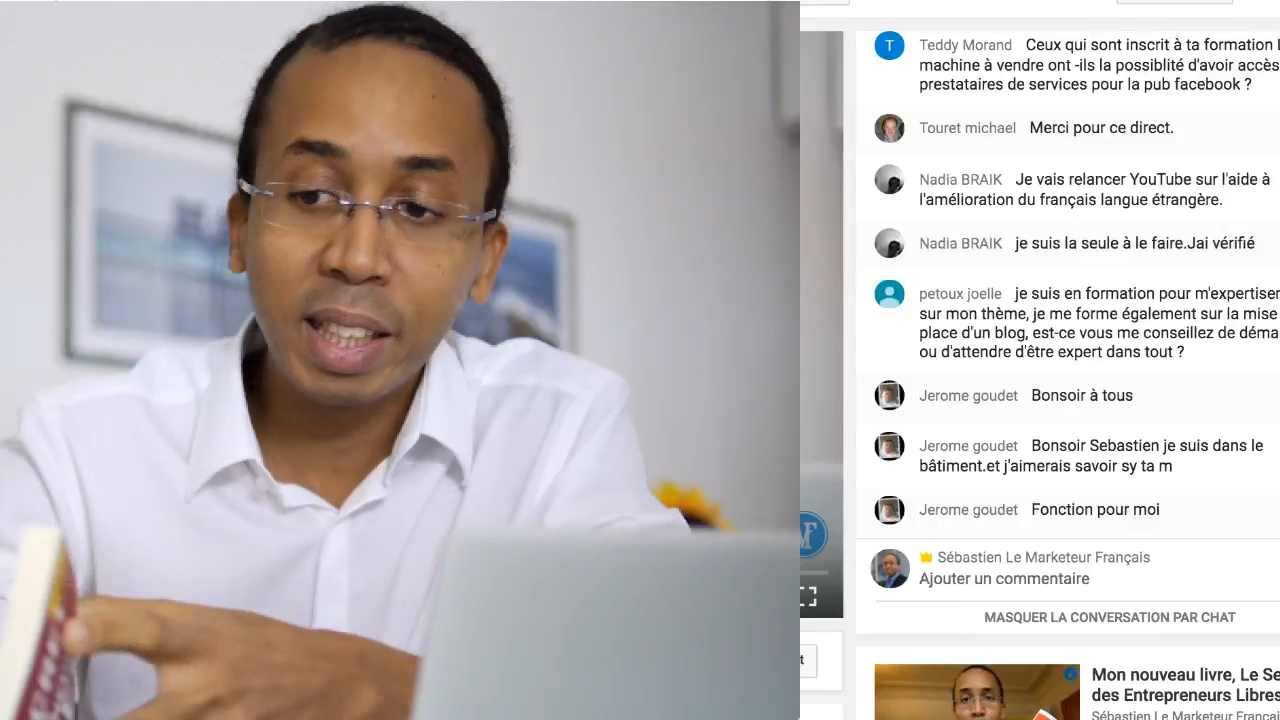 T
Teddy Morand Ceux qui sont inscrit à ta formation
machine à vendre ont -ils la possiblité d'avoir accès
prestataires de services pour la pub facebook ?
Touret michael Merci pour ce direct.
Nadia BRAIK Je vais relancer YouTube sur l'aide à
l'amélioration du français langue étrangère.
Nadia BRAIK je suis la seule à le faire.Jai vérifié
petoux joelle je suis en formation pour m'expertiser
sur mon thème, je me forme également sur la mise
place d'un blog, est-ce vous me conseillez de déma
ou d'attendre d'être expert dans tout ?
Jerome goudet Bonsoir à tous
Jerome goudet Bonsoir Sebastien je suis dans le
bâtiment.et j'aimerais savoir sy ta m
Jerome goudet Fonction pour moi
Sébastien Le Marketeur Français
Ajouter un commentaire
MASQUER LA CONVERSATION PAR CHAT
Mon nouveau livre, Le Se
des Entrepreneurs Libres
Sébastien Le Marketeur Français